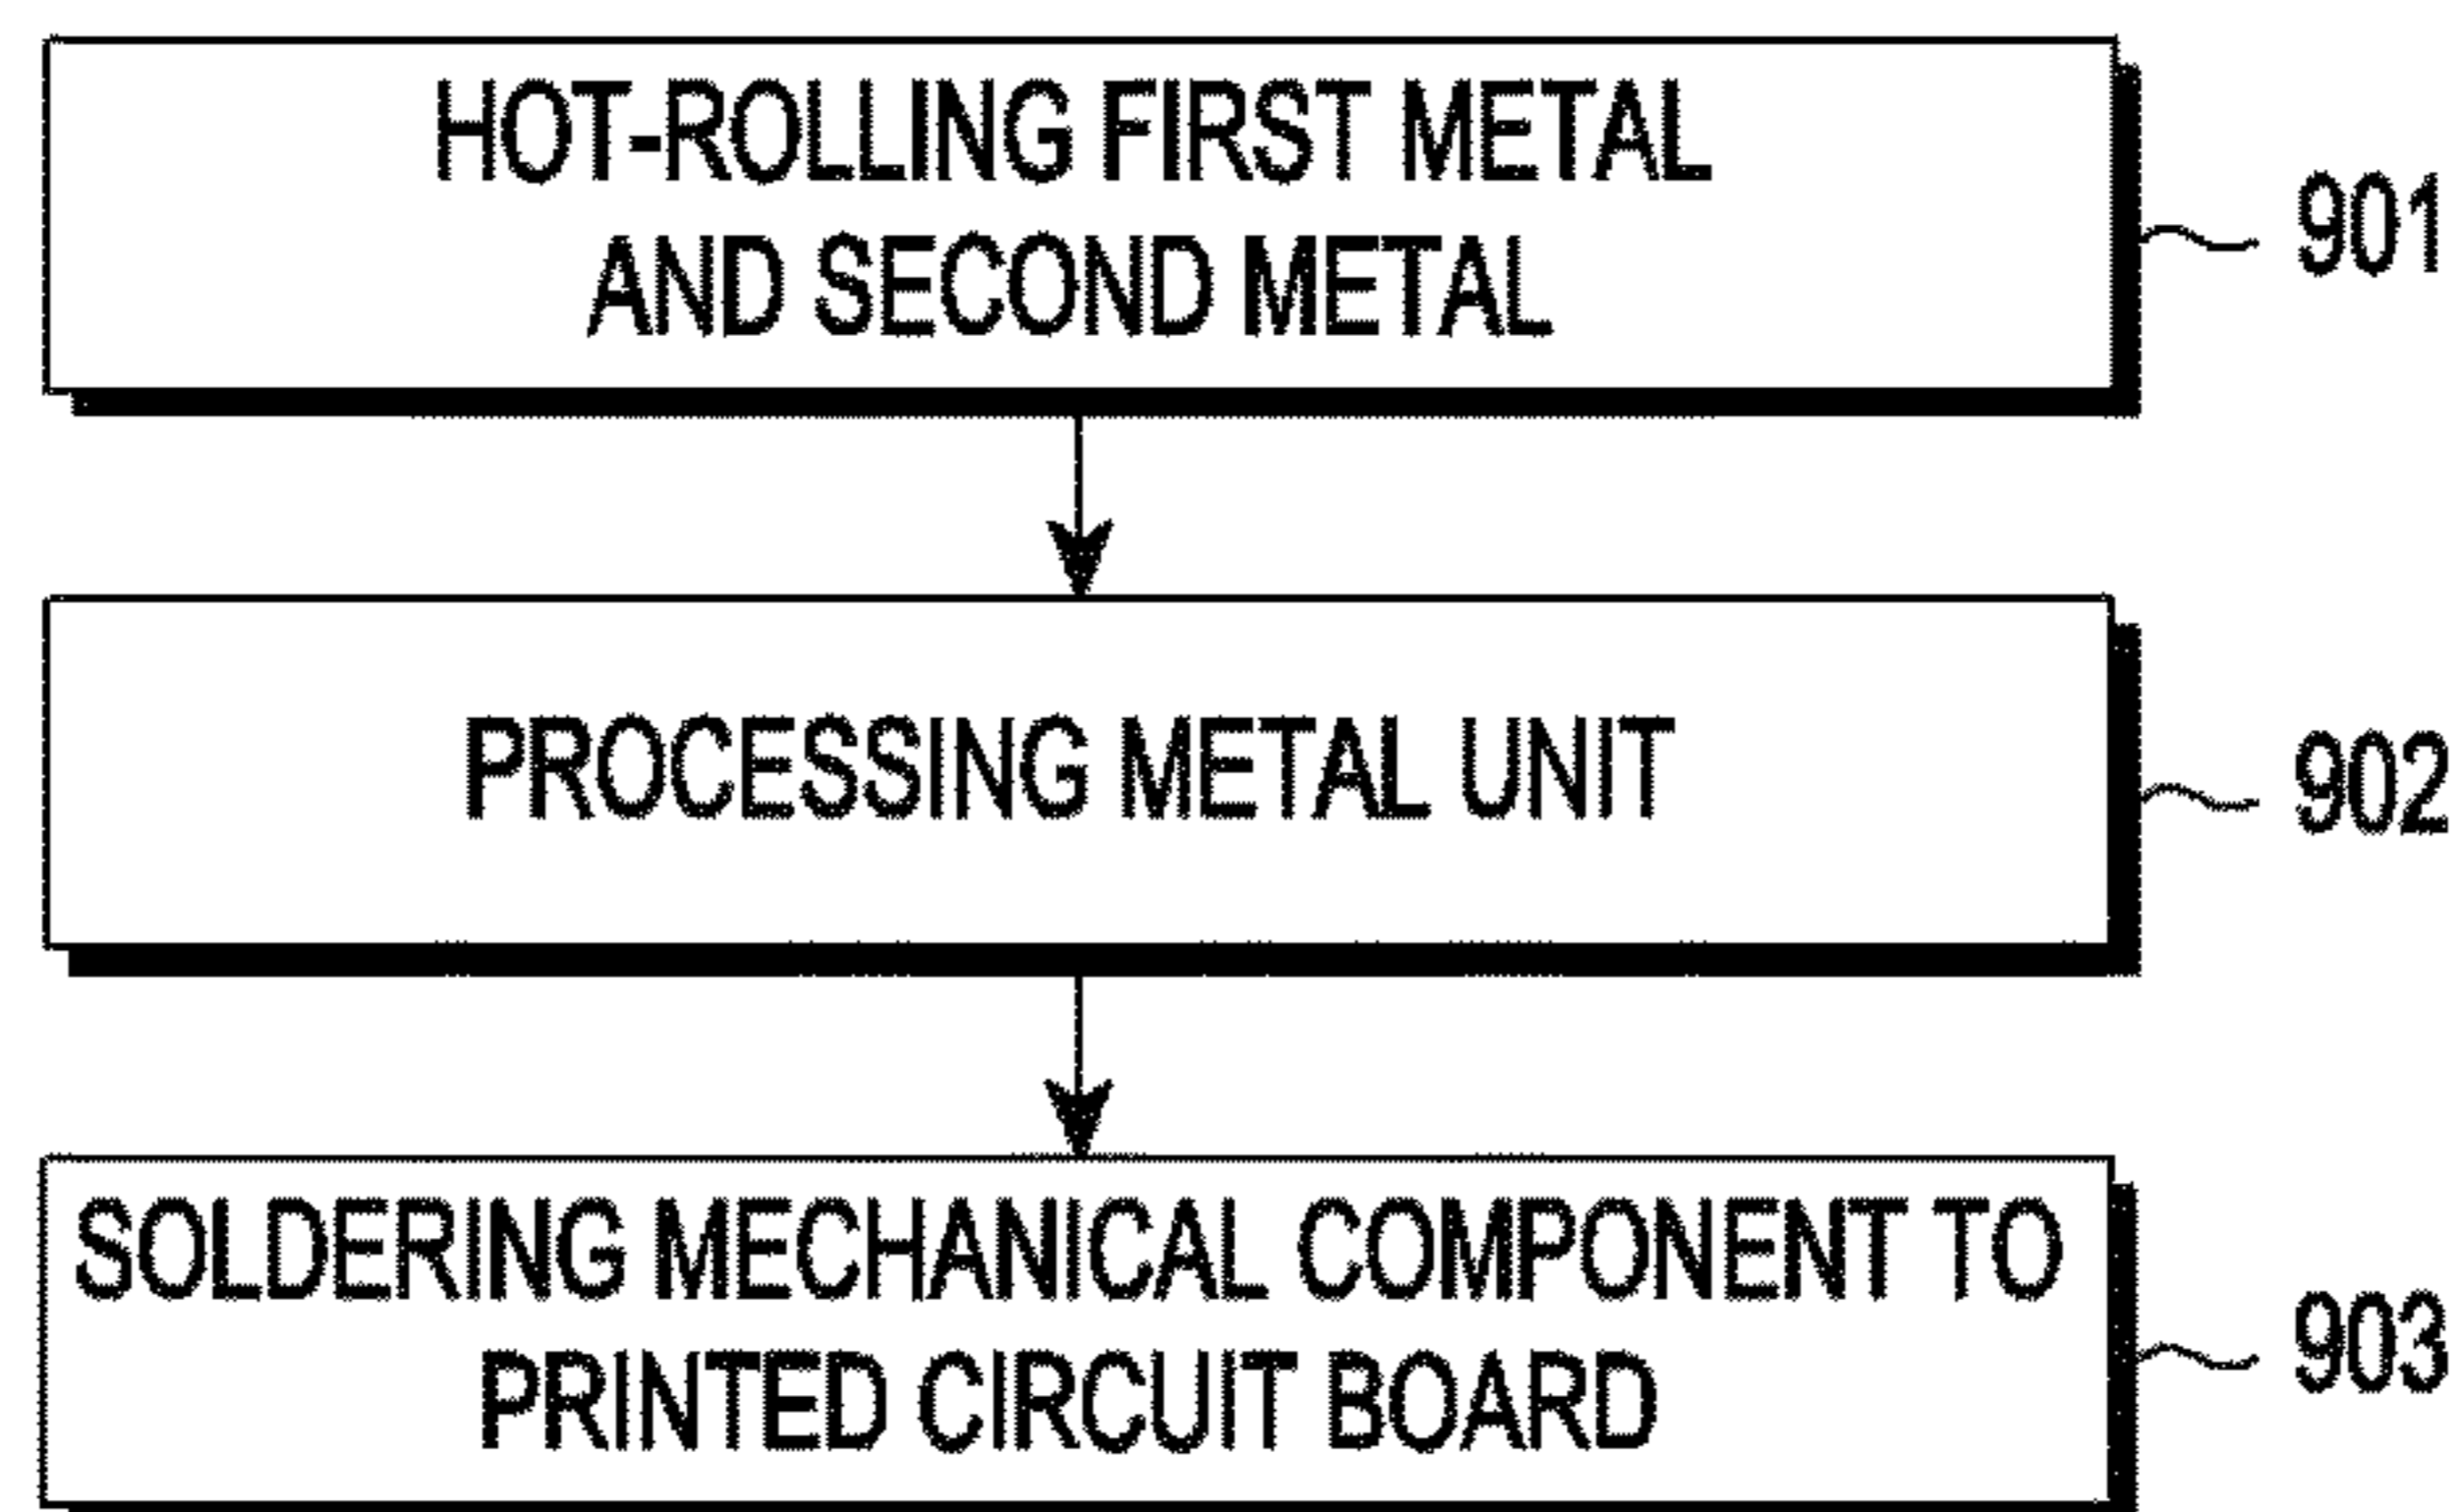 HOT-ROLLING FIRST METAL
AND SECOND METAL
901
PROCESSING METAL UNIT
902
SOLDERING MECHANICAL COMPONENT TO
PRINTED CIRCUIT BOARD
903